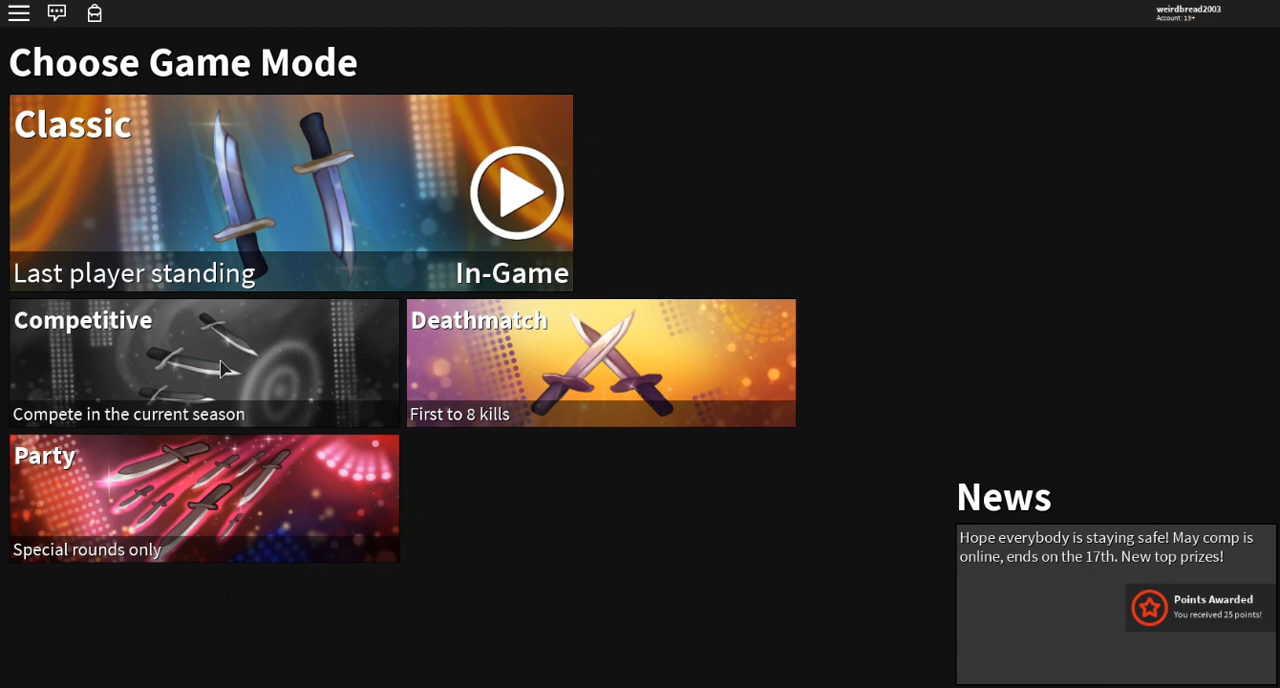 weirdbread2003
Account: 13+
Choose Game Mode
Classic
Last player standing
In-Game
Competitive
Compete in the current season
Deathmatch
First to 8 kills
Party
Special rounds only
News
Hope everybody is staying safe! May comp is
online, ends on the 17th. New top prizes!
Points Awarded
You received 25 points!